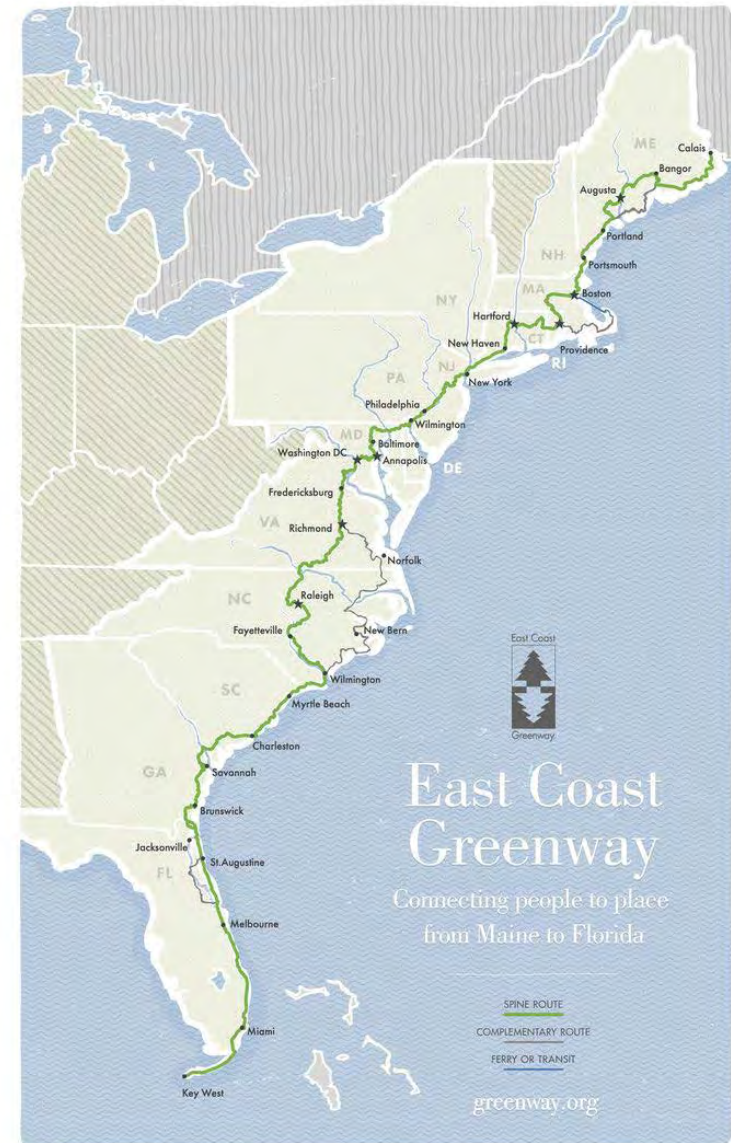 Calais
ME
Bangor
Augusta
Portland
NH
Portsmouth
MA
Boston
NY
Hartford
CT
New Haven
Providence
RI
PA
NJ
New York
Philadelphia
Wilmington
MD
Baltimore
Washington DC
Annapolis
DE
Fredericksburg
VA
Richmond
Norfolk
NC
Raleigh
Fayetteville
New Bern
Wilmington
SC
Myrtle Beach
Charleston
GA
Savannah
Brunswick
Jacksonville
St.Augustine
FL
Melbourne
Miami
Key West
East Coast
Greenway
East Coast
Greenway
Connecting people to place
from Maine to Florida
SPINE ROUTE
COMPLEMENTARY ROUTE
FERRY OR TRANSIT
greenway.org